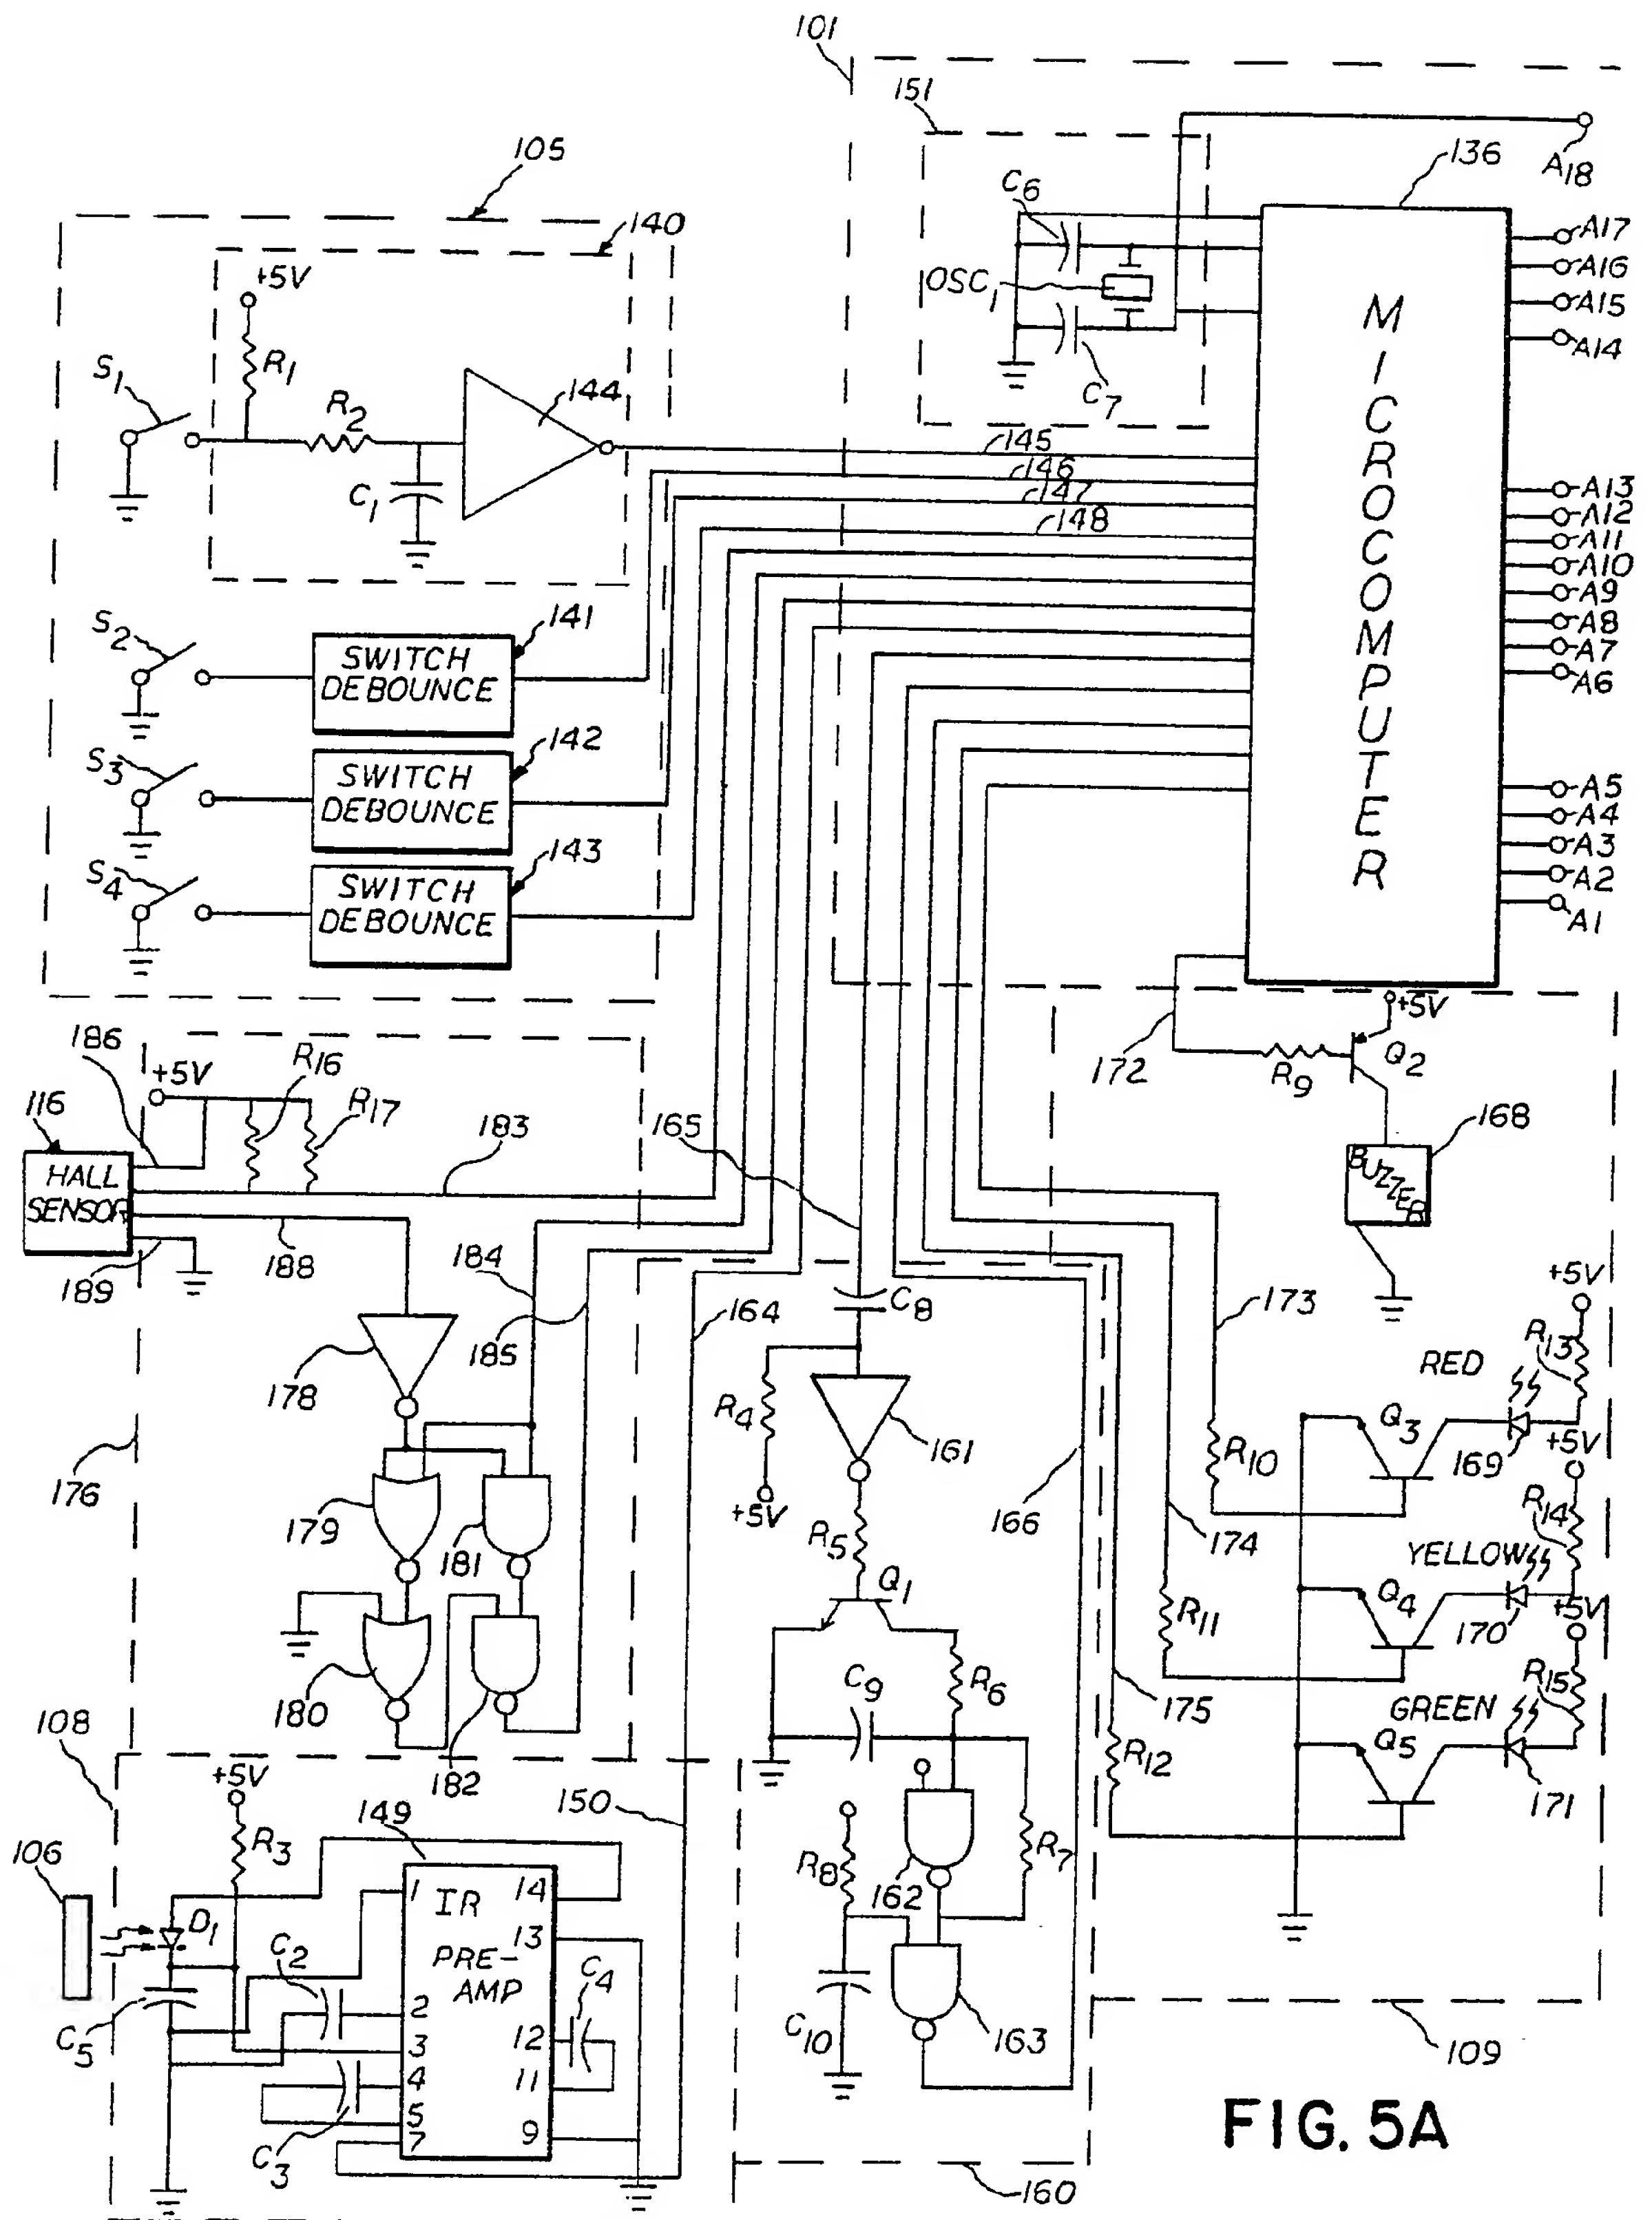 101
151
A18
105
136
C6
140
A17
+5V
A16
OSC1
A15
MICROCOMPUTER
A14
R1
S1
R2
144
C7
145
146
C1
147
A13
148
A12
A11
A10
A9
S2
141
A8
SWITCH
DEBOUNCE
A7
A6
S3
142
SWITCH
DEBOUNCE
A5
A4
S4
143
A3
SWITCH
DEBOUNCE
A2
A1
+5V
186
R16
172
R9
Q2
+5V
116
R17
165
168
HALL
SENSOR
183
BUZZER
188
184
189
185
164
C8
173
+5V
R13
RED
178
R4
161
Q3
176
R10
169
+5V
179
181
+5V
R5
166
174
R14
YELLOW
Q1
Q4
R11
170
+5V
180
C9
R6
175
R15
GREEN
108
182
R12
Q5
+5V
150
171
149
106
R3
R8
R7
162
1
IR
PRE-
AMP
14
D1
13
C2
C4
2
C5
12
C10
163
3
109
4
11
5
7
9
C3
160
FIG. 5A